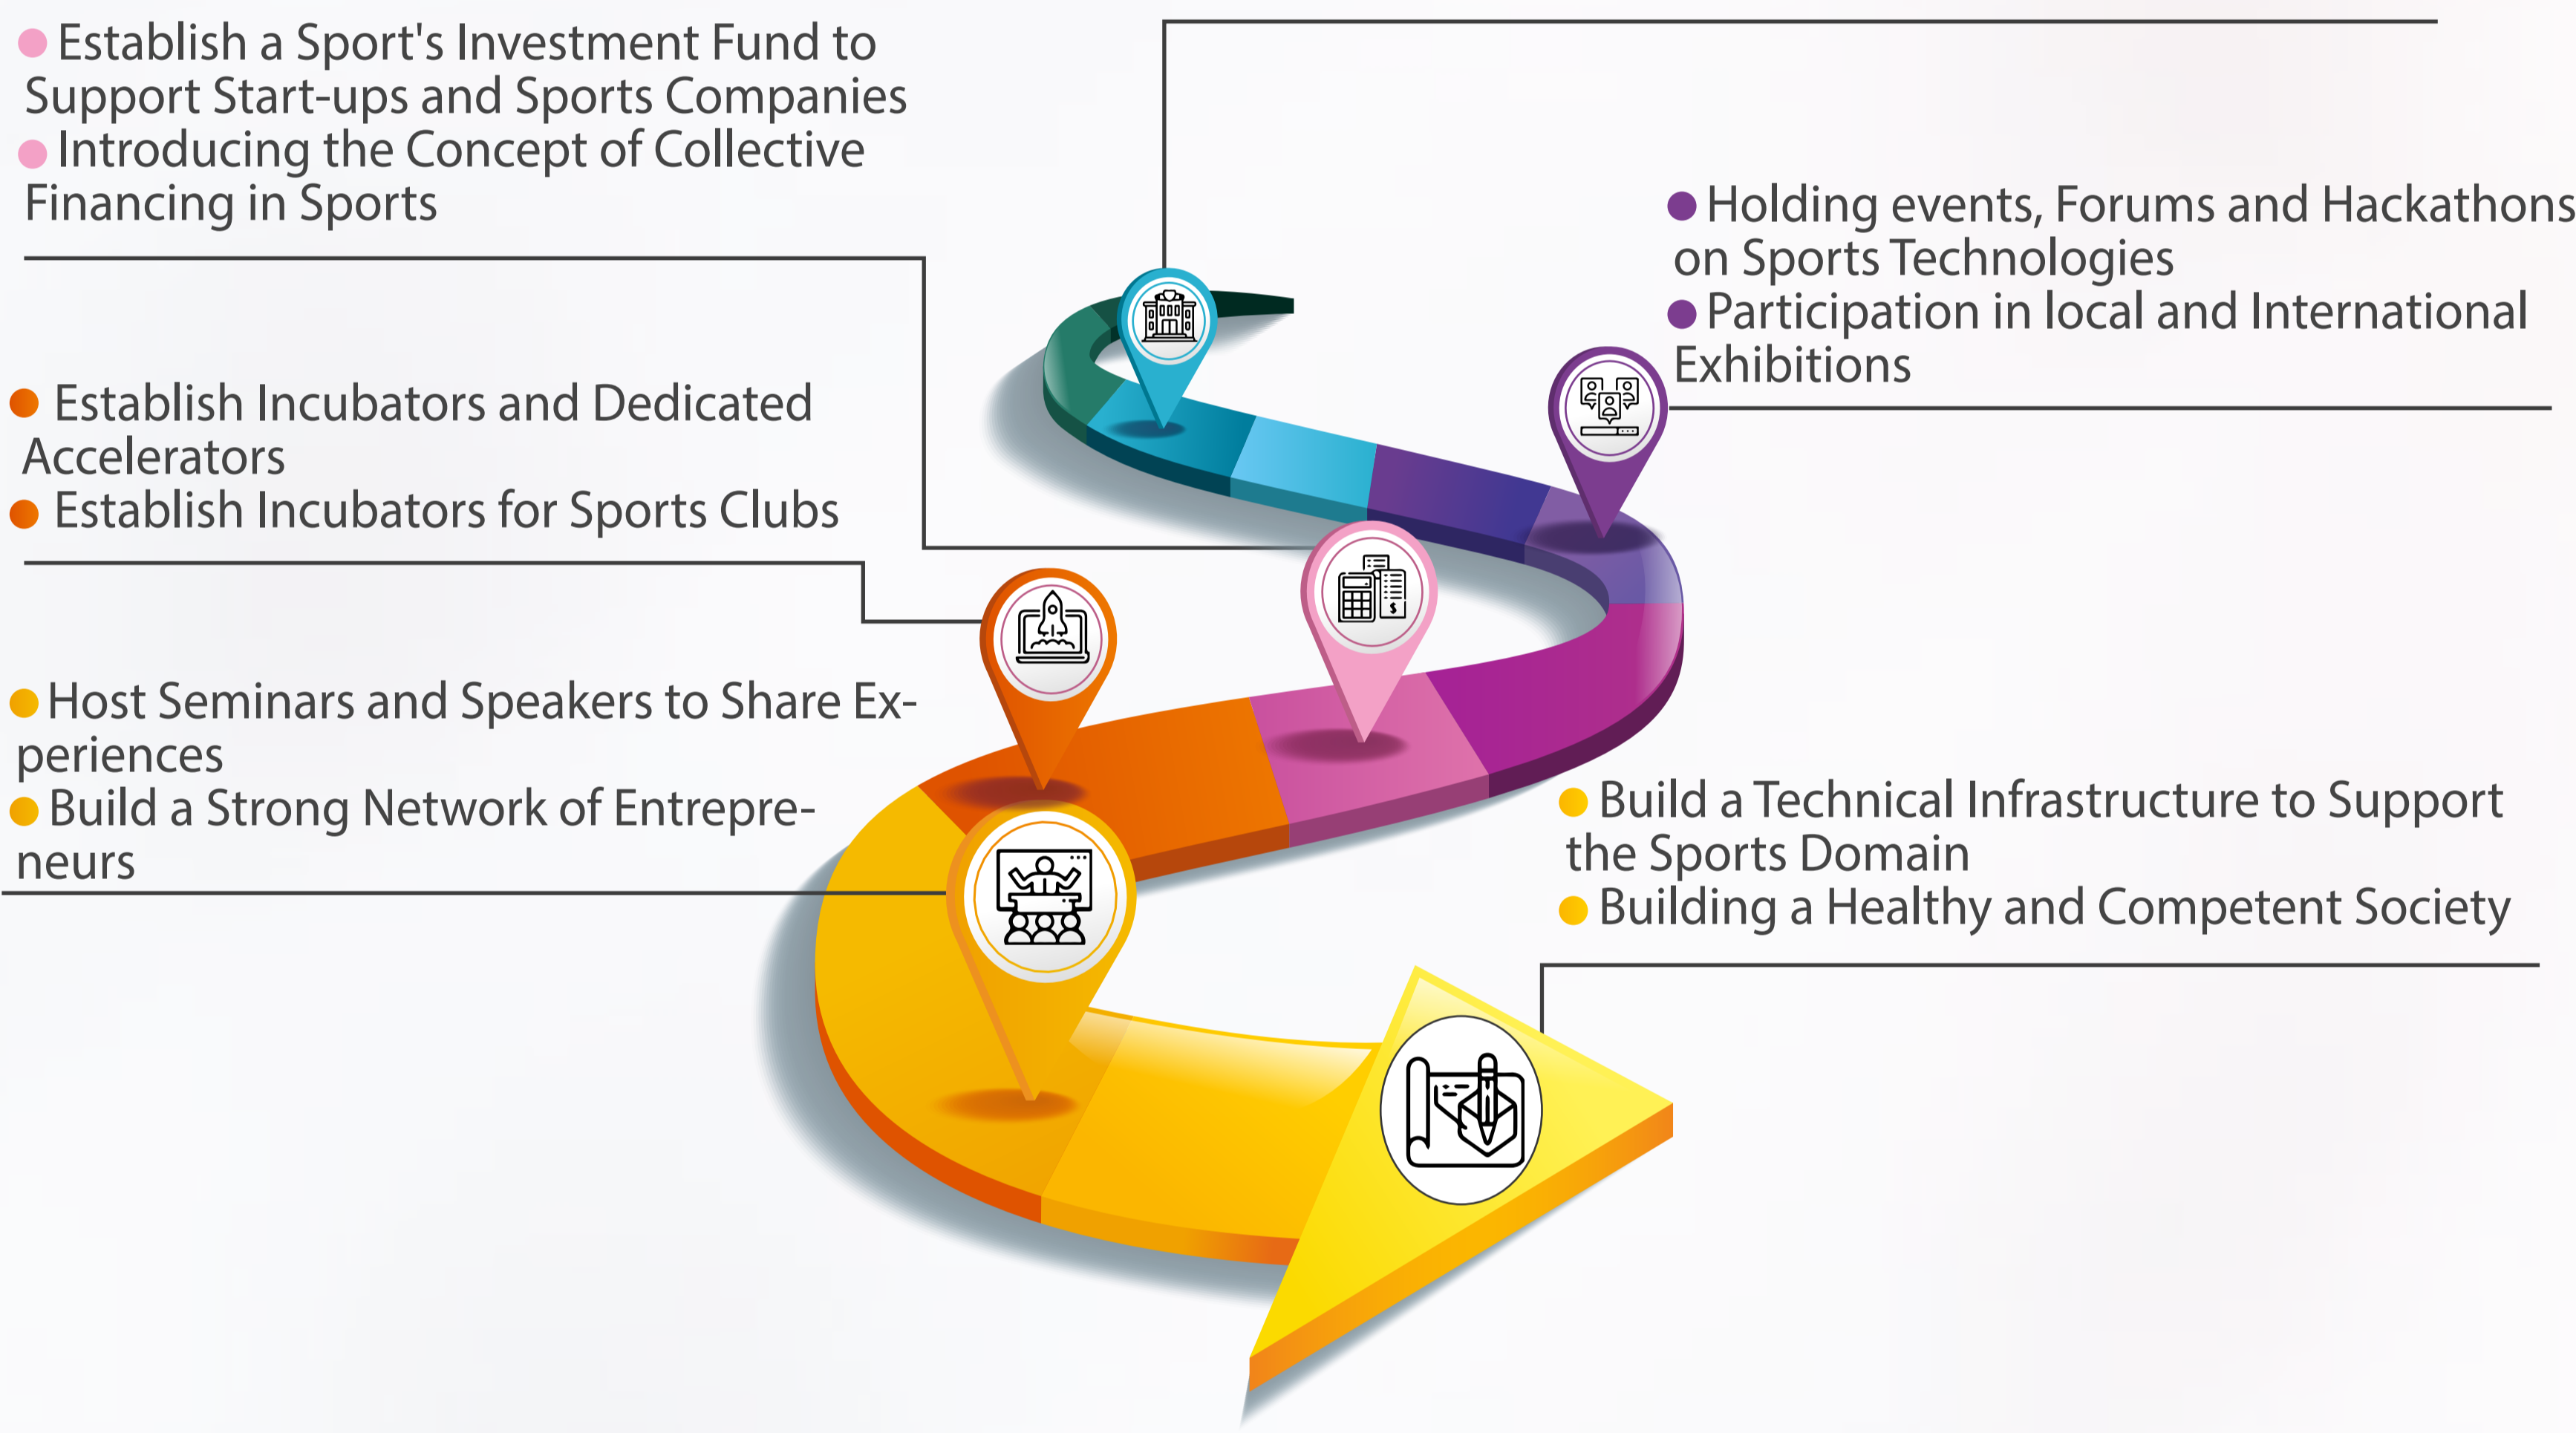 ● Establish a Sport's Investment Fund to
Support Start-ups and Sports Companies
● Introducing the Concept of Collective
Financing in Sports
● Holding events, Forums and Hackathons
on Sports Technologies
● Participation in local and International
Exhibitions
● Establish Incubators and Dedicated
Accelerators
● Establish Incubators for Sports Clubs
● Host Seminars and Speakers to Share Ex-
periences
● Build a Strong Network of Entrepre-
neurs
● Build a Technical Infrastructure to Support
the Sports Domain
● Building a Healthy and Competent Society